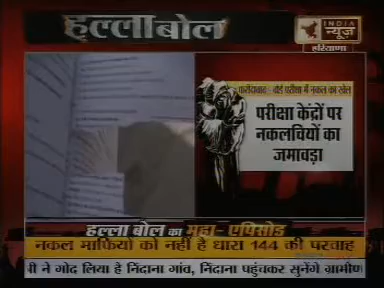 हल्ला बोल
INDIA
न्यूज़
हरियाणा
फरीदाबाद - बोर्ड परीक्षा में नकल का खेल
परीक्षा केंद्रों पर
नकलचियों का
जमावड़ा
हल्ला बोल का महा- एपिसोड
नकल माफियों को नहीं है धारा 144 की परवाह
ी ने गोद लिया है निंदाना गांव, निंदाना पहुंचकर सुनेंगे ग्रामीण